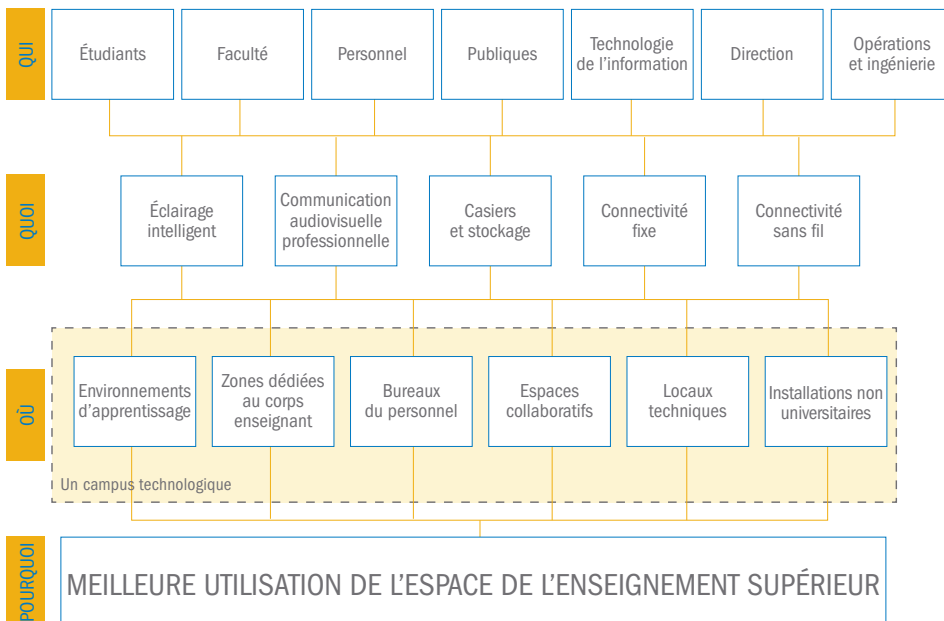 QUI
Étudiants
Faculté
Personnel
Publiques
Technologie
de l’information
Direction
Opérations
et ingénierie
QUOI
Éclairage
intelligent
Communication
audiovisuelle
professionnelle
Casiers
et stockage
Connectivité
fixe
Connectivité
sans fil
OÙ
Environnements
d’apprentissage
Zones dédiées
au corps
enseignant
Bureaux
du personnel
Espaces
collaboratifs
Locaux
techniques
Installations non
universitaires
Un campus technologique
POURQUOI
MEILLEURE UTILISATION DE L’ESPACE DE L’ENSEIGNEMENT SUPÉRIEUR